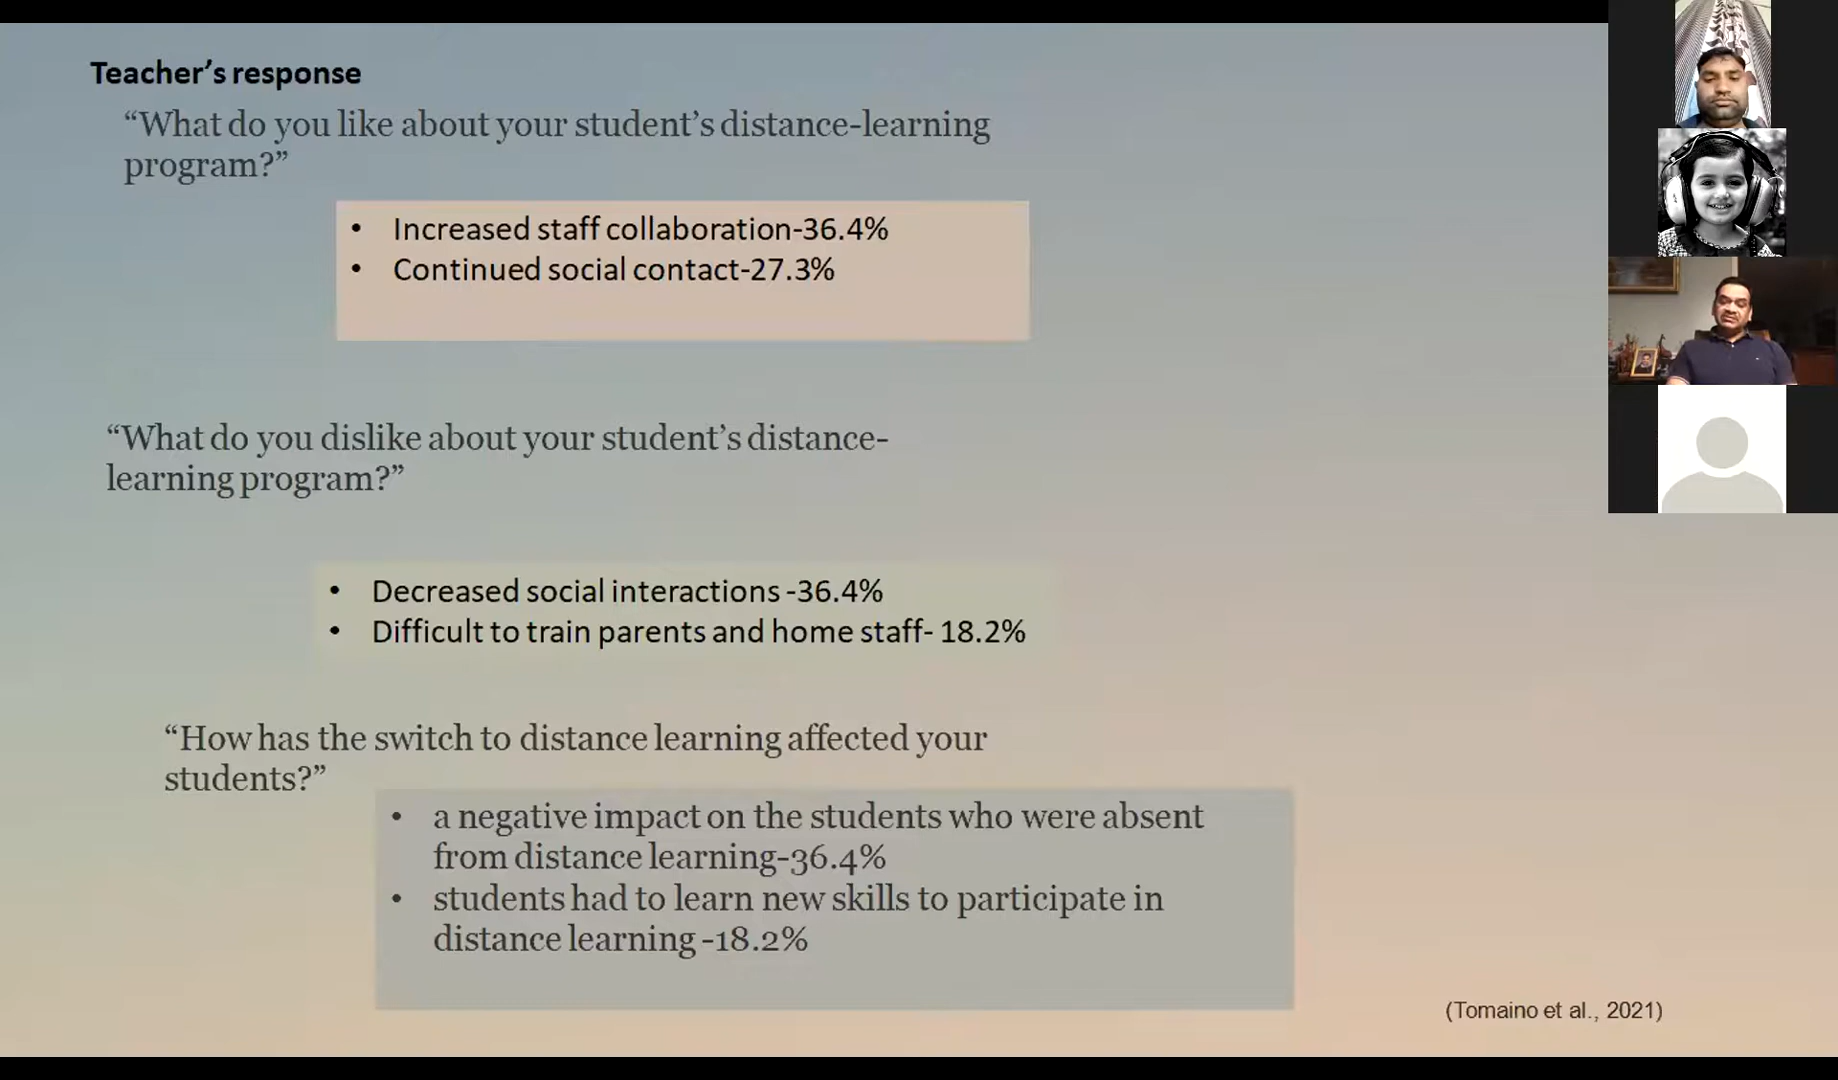 Teacher’s response
“What do you like about your student’s distance-learning
program?”
• Increased staff collaboration-36.4%
• Continued social contact-27.3%
“What do you dislike about your student’s distance-
learning program?”
• Decreased social interactions -36.4%
• Difficult to train parents and home staff- 18.2%
“How has the switch to distance learning affected your
students?”
• a negative impact on the students who were absent
from distance learning-36.4%
• students had to learn new skills to participate in
distance learning -18.2%
(Tomaino et al., 2021)